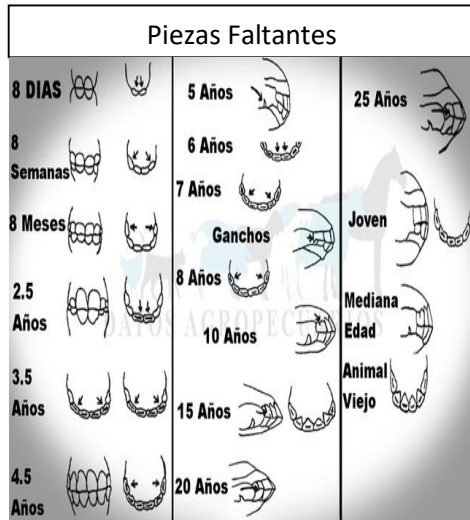 Piezas Faltantes
8 DIAS
8
Semanas
8 Meses
2.5
Años
3.5
Años
4.5
Años
5 Años
6 Años
7 Años
Ganchos
8 Años
10 Años
15 Años
20 Años
25 Años
Joven
Mediana
Edad
Animal
Viejo
DATOS AGROPECUARIOS